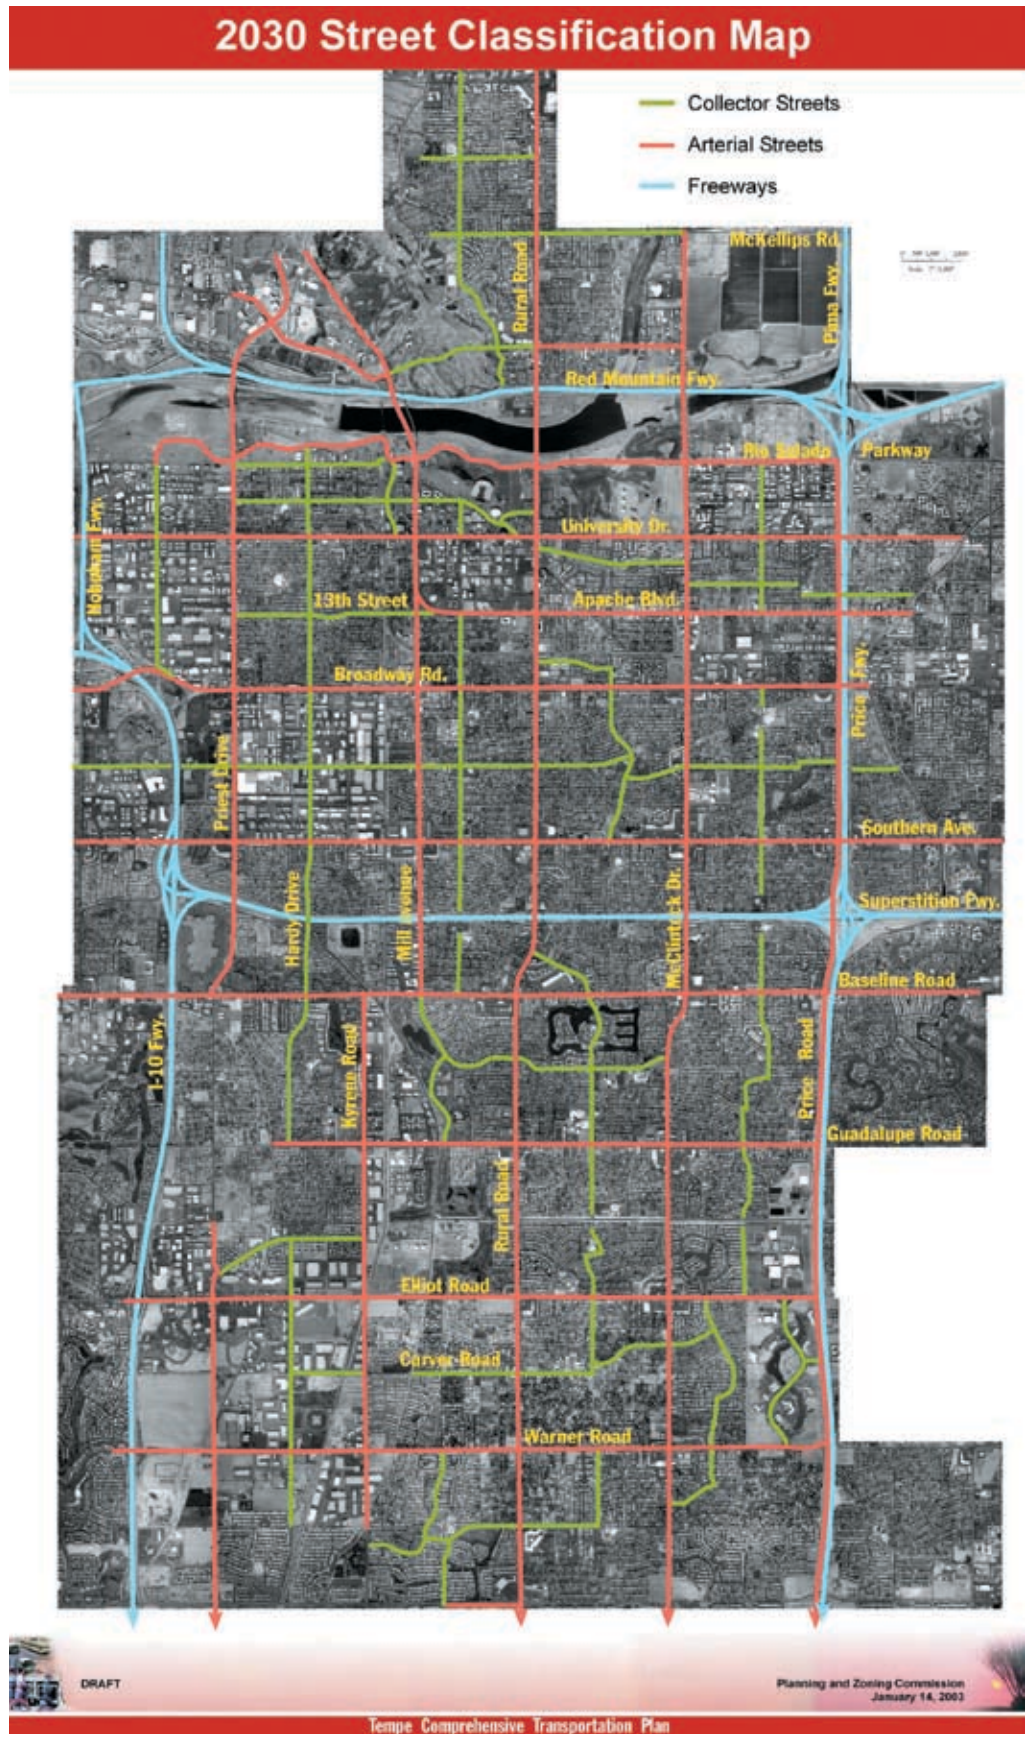 2030 Street Classification Map
Collector Streets
Arterial Streets
Freeways
McKellips Rd.
Rural Road
Pima Fwy.
Red Mountain Fwy.
Rio Salado Parkway
Hohopham Fwy.
University Dr.
13th Street
Apache Blvd.
Broadway Rd.
Price Fwy.
Priest Drive
Southern Ave.
Hardy Drive
Mill Avenue
McClintock Dr.
Superstition Fwy.
Baseline Road
I-10 Fwy.
Kyrene Road
Price Road
Guadalupe Road
Rural Road
Elliot Road
Carver Road
Warner Road
DRAFT
Planning and Zoning Commission
January 14, 2003
Tempe Comprehensive Transportation Plan